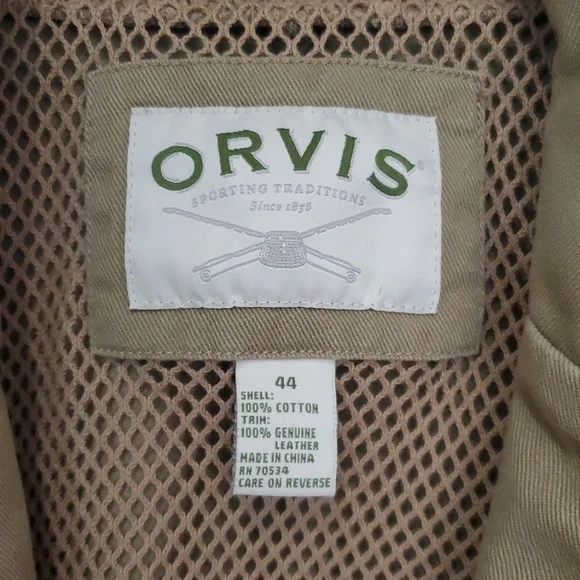 ORVIS®
SPORTING TRADITIONS
Since 1856
44
SHELL:
100% COTTON
TRIM:
100% GENUINE
LEATHER
MADE IN CHINA
RN 70534
CARE ON REVERSE